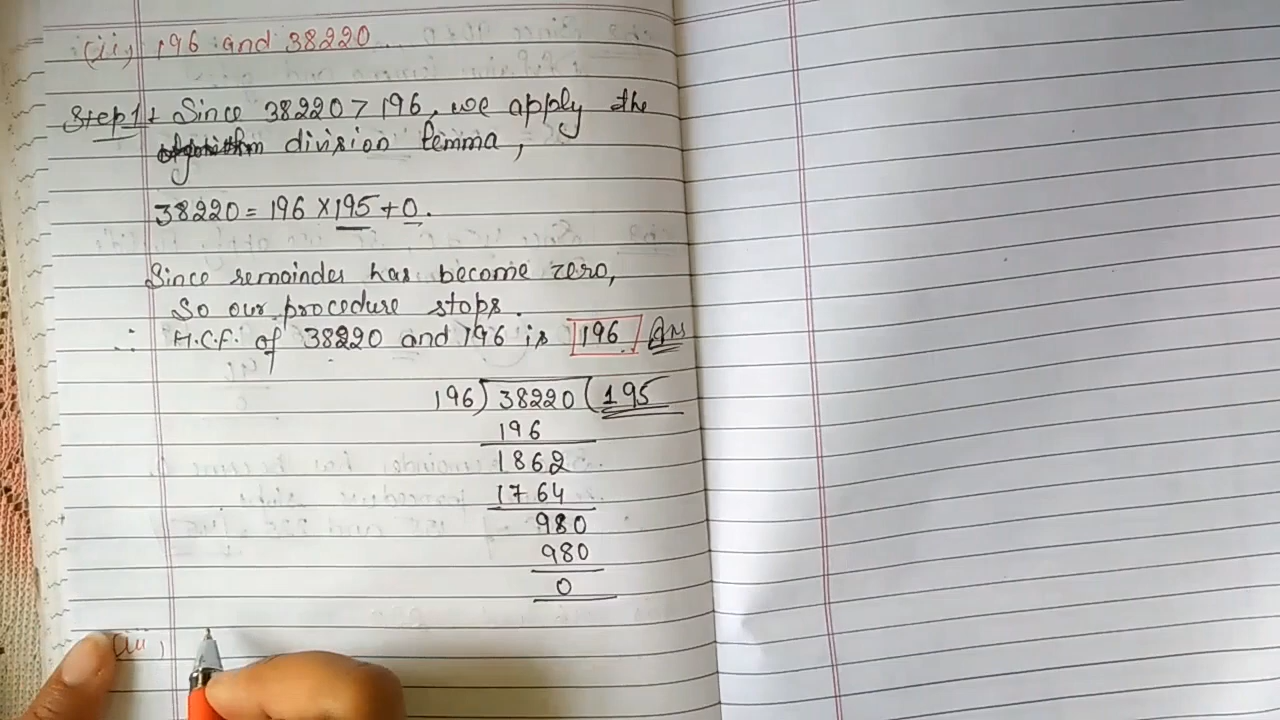 (ii) 196 and 38220
Step 1: Since 38220 > 196, we apply the
division lemma,
38220 = 196 × 195 + 0.
Since remainder has become zero,
So our procedure stops.
∴ H.C.F. of 38220 and 196 is 196 Ans
196) 38220 (195
196
1862
1764
980
980
0